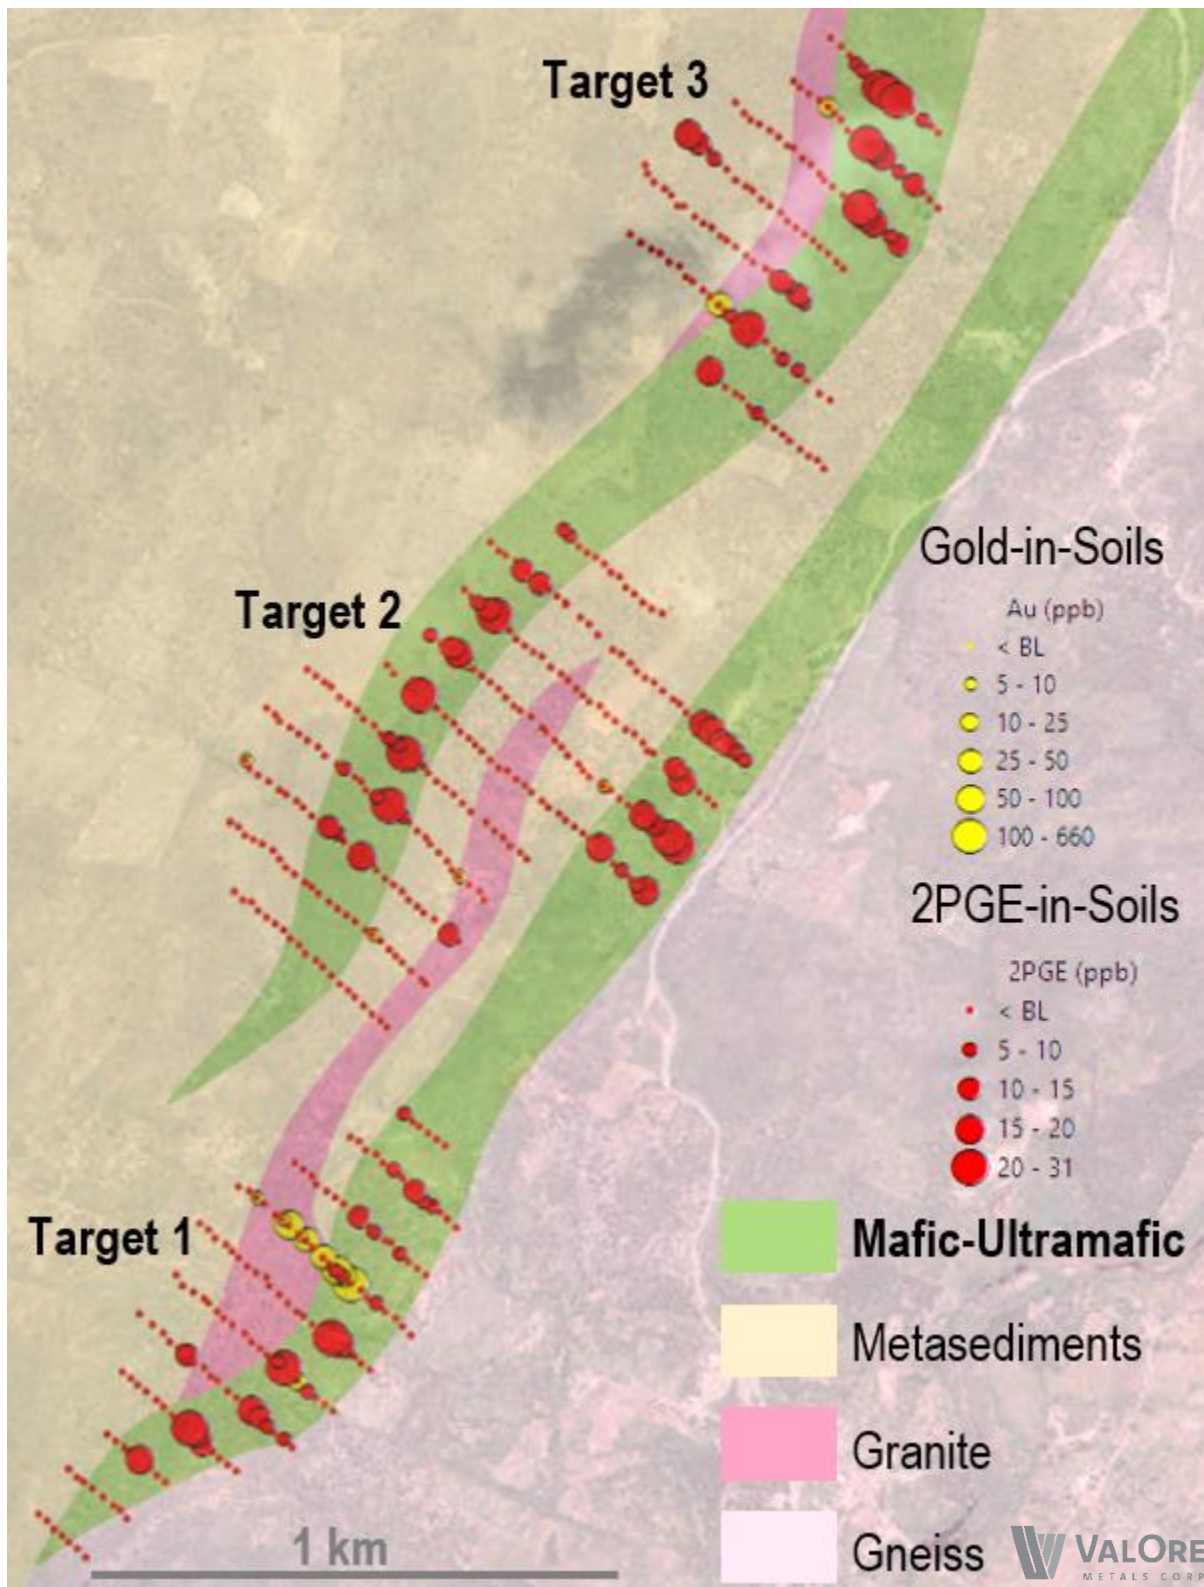 Target 3
Target 2
Target 1
Gold-in-Soils
Au (ppb)
< BL
5 - 10
10 - 25
25 - 50
50 - 100
100 - 660
2PGE-in-Soils
2PGE (ppb)
< BL
5 - 10
10 - 15
15 - 20
20 - 31
Mafic-Ultramafic
Metasediments
Granite
Gneiss
1 km
VALORE
METALS CORP